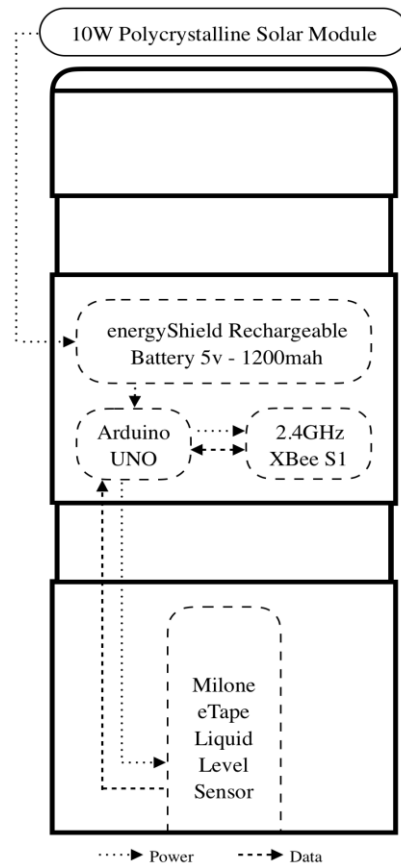 10W Polycrystalline Solar Module
energyShield Rechargeable
Battery 5v - 1200mah
Arduino
UNO
2.4GHz
XBee S1
Milone
eTape
Liquid
Level
Sensor
Power
Data